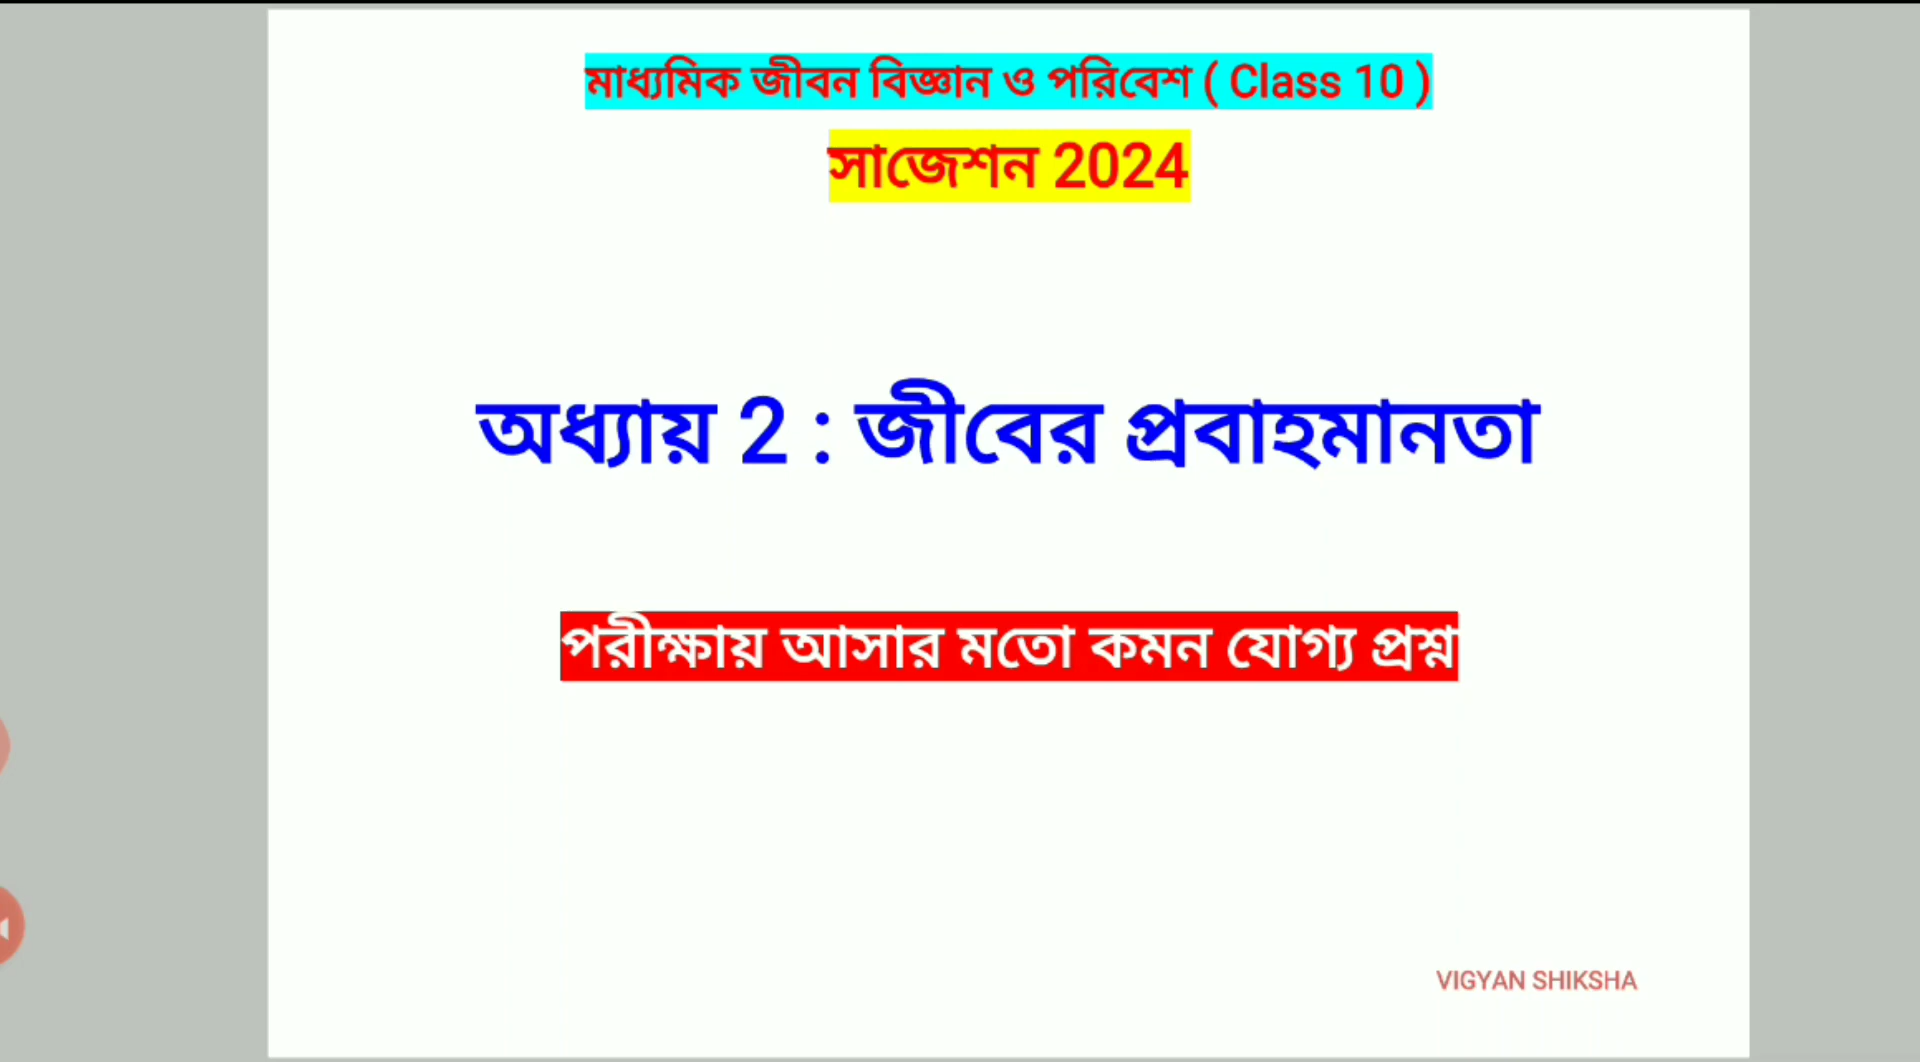 মাধ্যমিক জীবন বিজ্ঞান ও পরিবেশ ( Class 10 )
সাজেশন 2024
অধ্যায় 2 : জীবের প্রবাহমানতা
পরীক্ষায় আসার মতো কমন যোগ্য প্রশ্ন
VIGYAN SHIKSHA